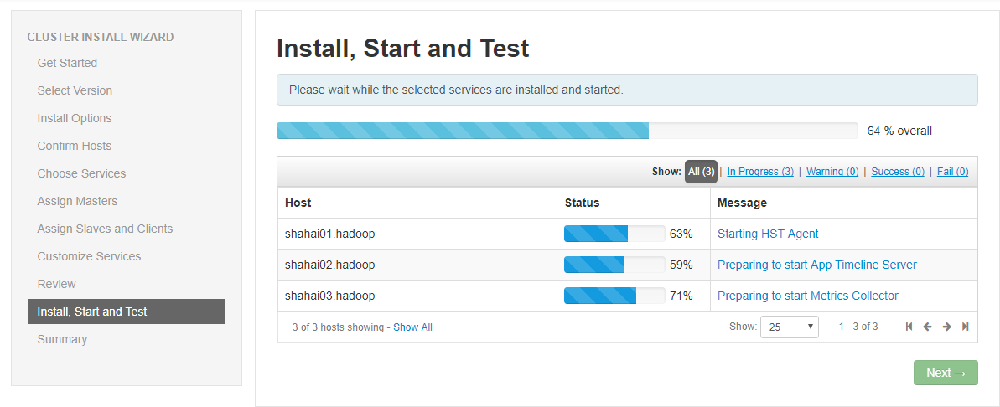 CLUSTER INSTALL WIZARD
Get Started
Select Version
Install Options
Confirm Hosts
Choose Services
Assign Masters
Assign Slaves and Clients
Customize Services
Review
Install, Start and Test
Summary
Install, Start and Test
Please wait while the selected services are installed and started.
64 % overall
Show: All (3) | In Progress (3) | Warning (0) | Success (0) | Fail (0)
Host Status Message
shahai01.hadoop 63% Starting HST Agent
shahai02.hadoop 59% Preparing to start App Timeline Server
shahai03.hadoop 71% Preparing to start Metrics Collector
3 of 3 hosts showing - Show All Show: 25 1 - 3 of 3
Next →